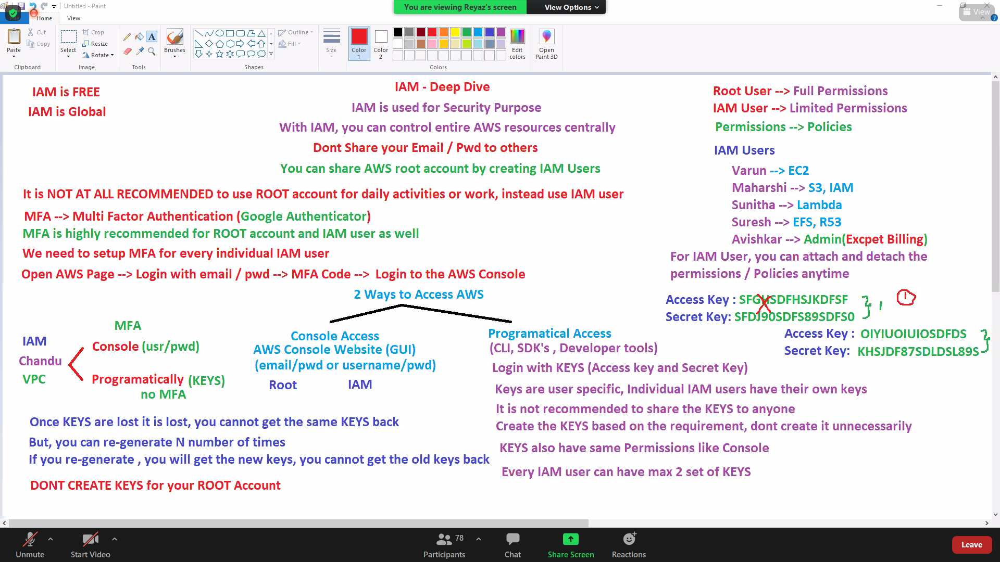 Untitled - Paint
You are viewing Reyaz's screen
View Options
View
File
Home
View
Paste
Cut
Copy
Clipboard
Select
Crop
Resize
Rotate
Image
A
Tools
Brushes
Outline
Fill
Shapes
Size
Color 1
Color 2
Edit colors
Colors
Open Paint 3D
IAM is FREE
IAM is Global
IAM - Deep Dive
IAM is used for Security Purpose
With IAM, you can control entire AWS resources centrally
Dont Share your Email / Pwd to others
You can share AWS root account by creating IAM Users
Root User --> Full Permissions
IAM User --> Limited Permissions
Permissions --> Policies
IAM Users
Varun --> EC2
Maharshi --> S3, IAM
Sunitha --> Lambda
Suresh --> EFS, R53
Avishkar --> Admin(Excpet Billing)
For IAM User, you can attach and detach the
permissions / Policies anytime
It is NOT AT ALL RECOMMENDED to use ROOT account for daily activities or work, instead use IAM user
MFA --> Multi Factor Authentication (Google Authenticator)
MFA is highly recommended for ROOT account and IAM user as well
We need to setup MFA for every individual IAM user
Open AWS Page --> Login with email / pwd --> MFA Code --> Login to the AWS Console
2 Ways to Access AWS
Access Key : SFGHSDFHSJKDFSF
Secret Key: SFDJ90SDFS89SDFS0
Access Key : OIYIUOIUIOSDFDS
Secret Key: KHSJDF87SDLDSL89S
MFA
IAM
Console (usr/pwd)
Chandu
VPC
Programatically (KEYS)
no MFA
Console Access
AWS Console Website (GUI)
(email/pwd or username/pwd)
Root IAM
Programatical Access
(CLI, SDK's , Developer tools)
Login with KEYS (Access key and Secret Key)
Keys are user specific, Individual IAM users have their own keys
It is not recommended to share the KEYS to anyone
Create the KEYS based on the requirement, dont create it unnecessarily
KEYS also have same Permissions like Console
Every IAM user can have max 2 set of KEYS
Once KEYS are lost it is lost, you cannot get the same KEYS back
But, you can re-generate N number of times
If you re-generate , you will get the new keys, you cannot get the old keys back
DONT CREATE KEYS for your ROOT Account
Unmute
Start Video
78
Participants
Chat
Share Screen
Reactions
Leave